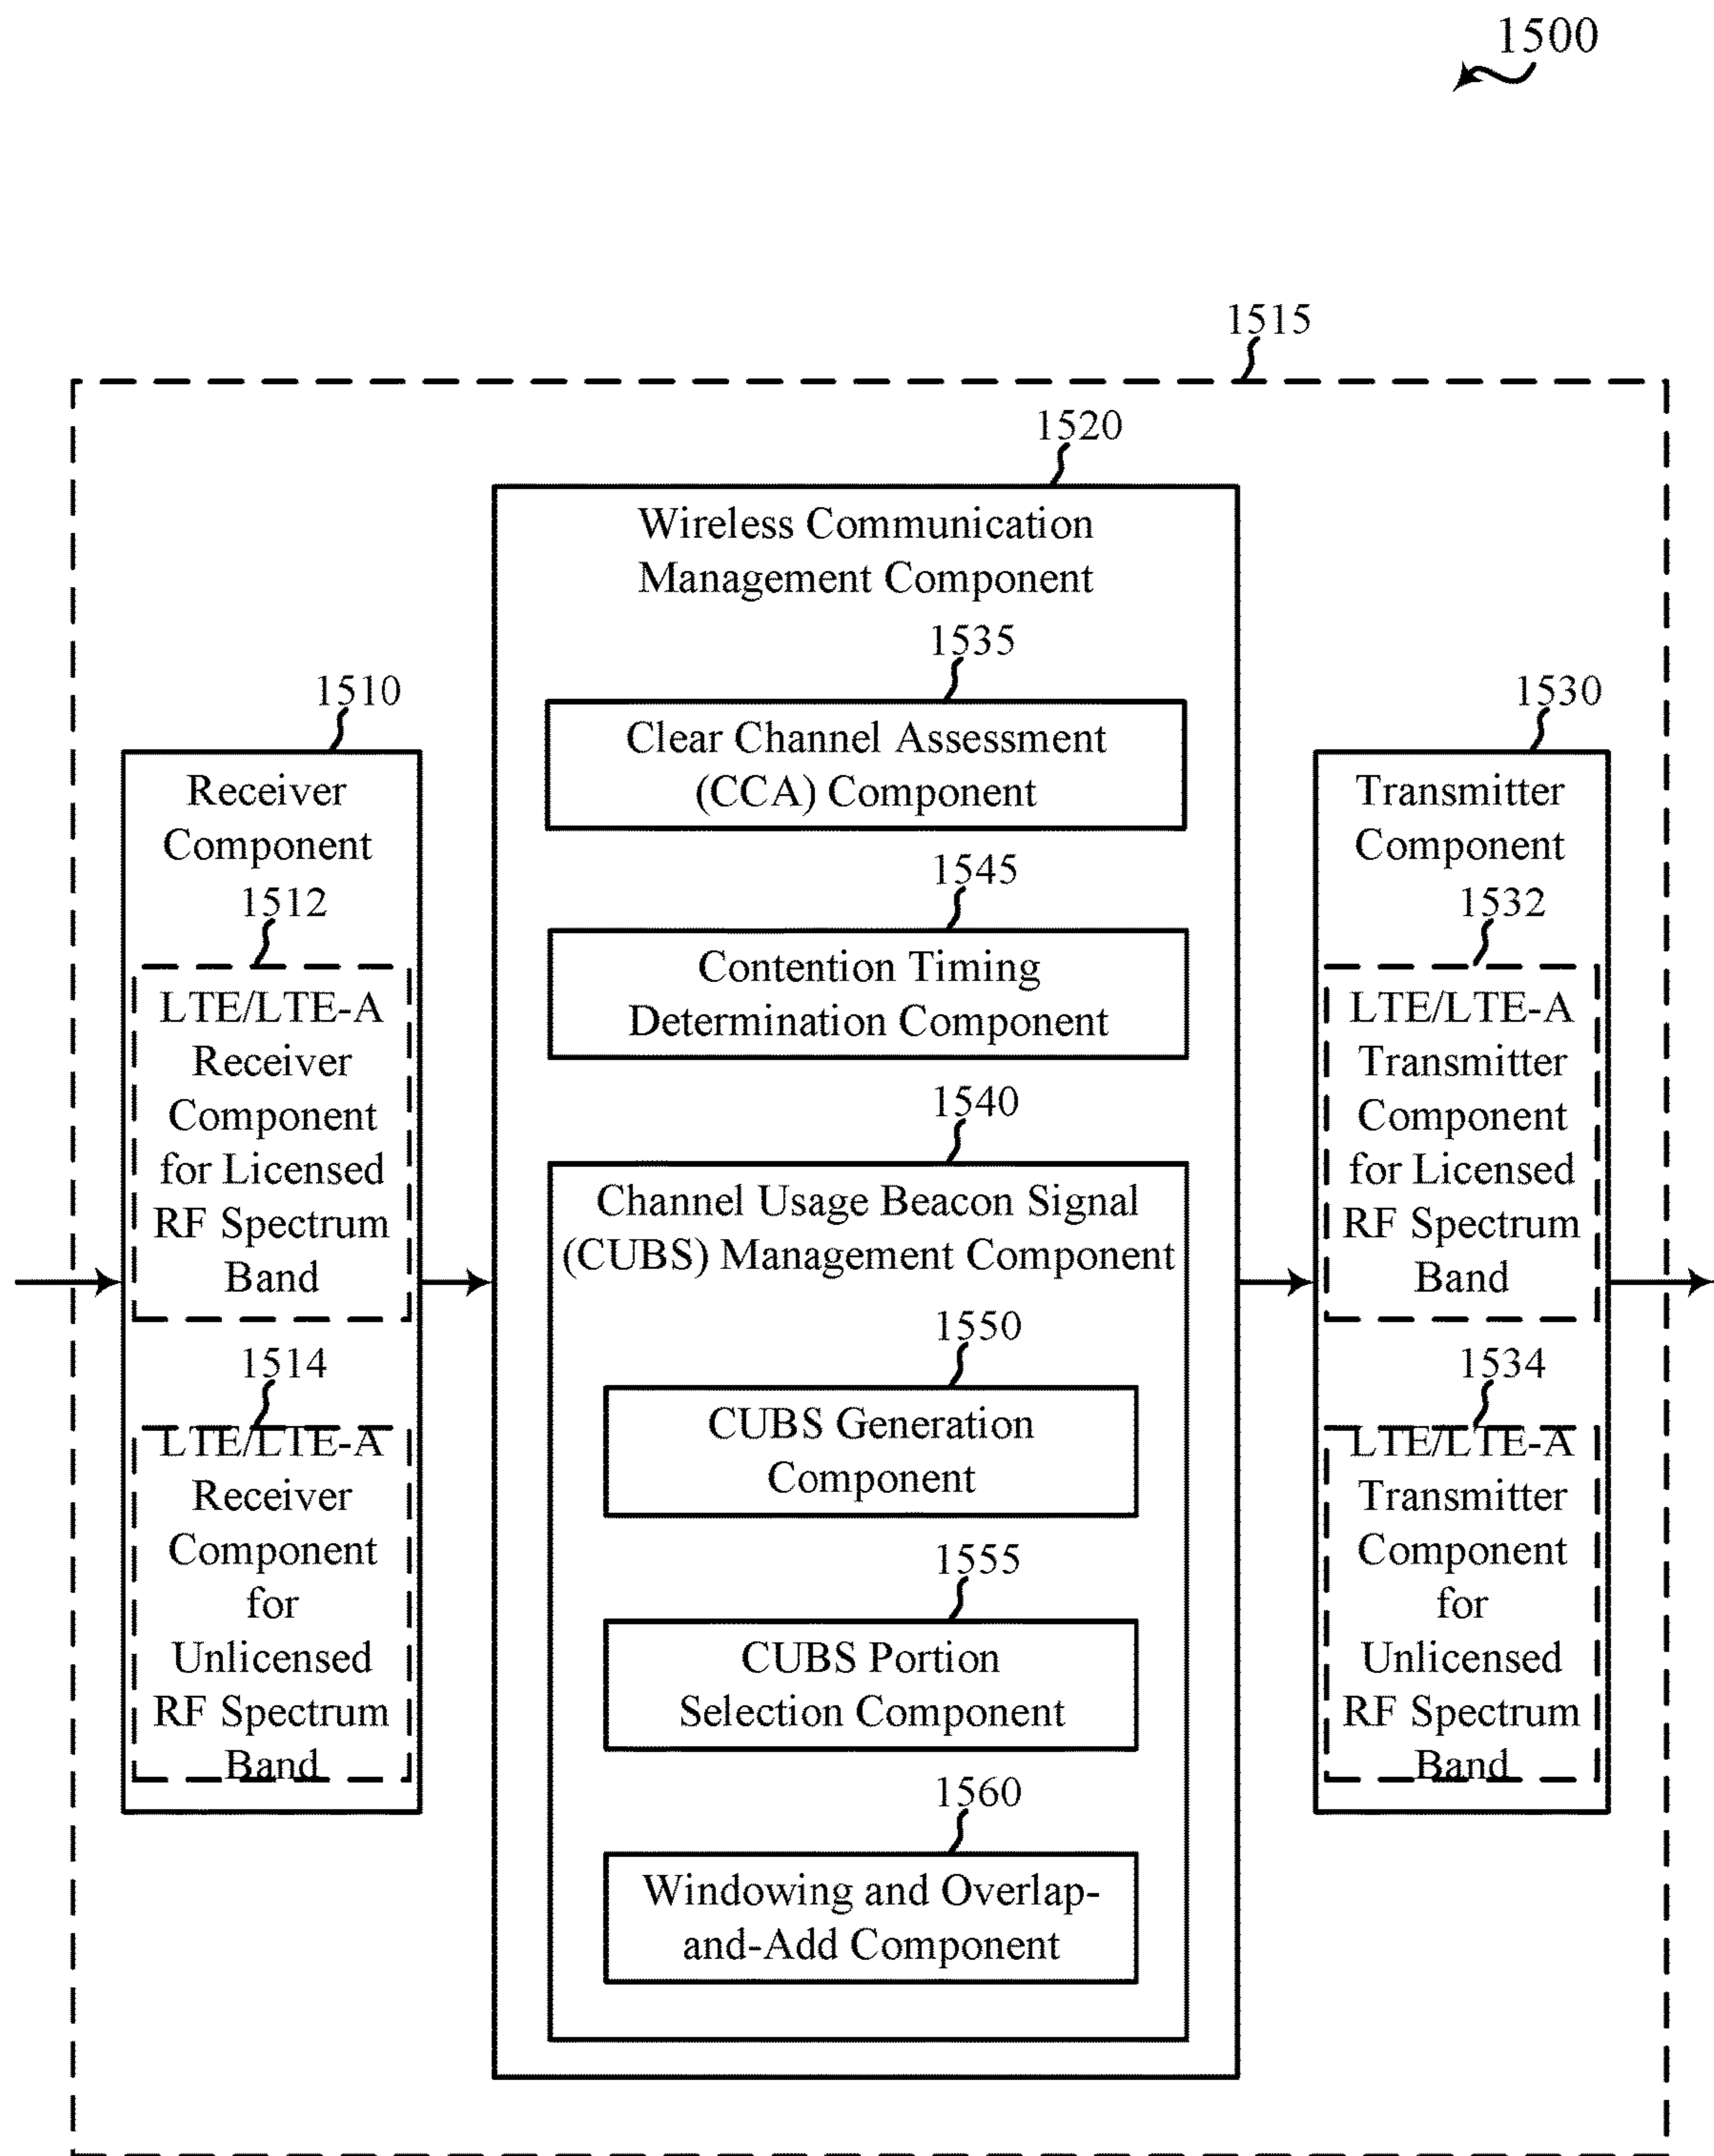 1500
1515
1520
Wireless Communication
Management Component
1535
Clear Channel Assessment
(CCA) Component
1545
Contention Timing
Determination Component
1540
Channel Usage Beacon Signal
(CUBS) Management Component
1550
CUBS Generation
Component
1555
CUBS Portion
Selection Component
1560
Windowing and Overlap-
and-Add Component
1510
Receiver
Component
1512
LTE/LTE-A
Receiver
Component
for Licensed
RF Spectrum
Band
1514
LTE/LTE-A
Receiver
Component
for
Unlicensed
RF Spectrum
Band
1530
Transmitter
Component
1532
LTE/LTE-A
Transmitter
Component
for Licensed
RF Spectrum
Band
1534
LTE/LTE-A
Transmitter
Component
for
Unlicensed
RF Spectrum
Band